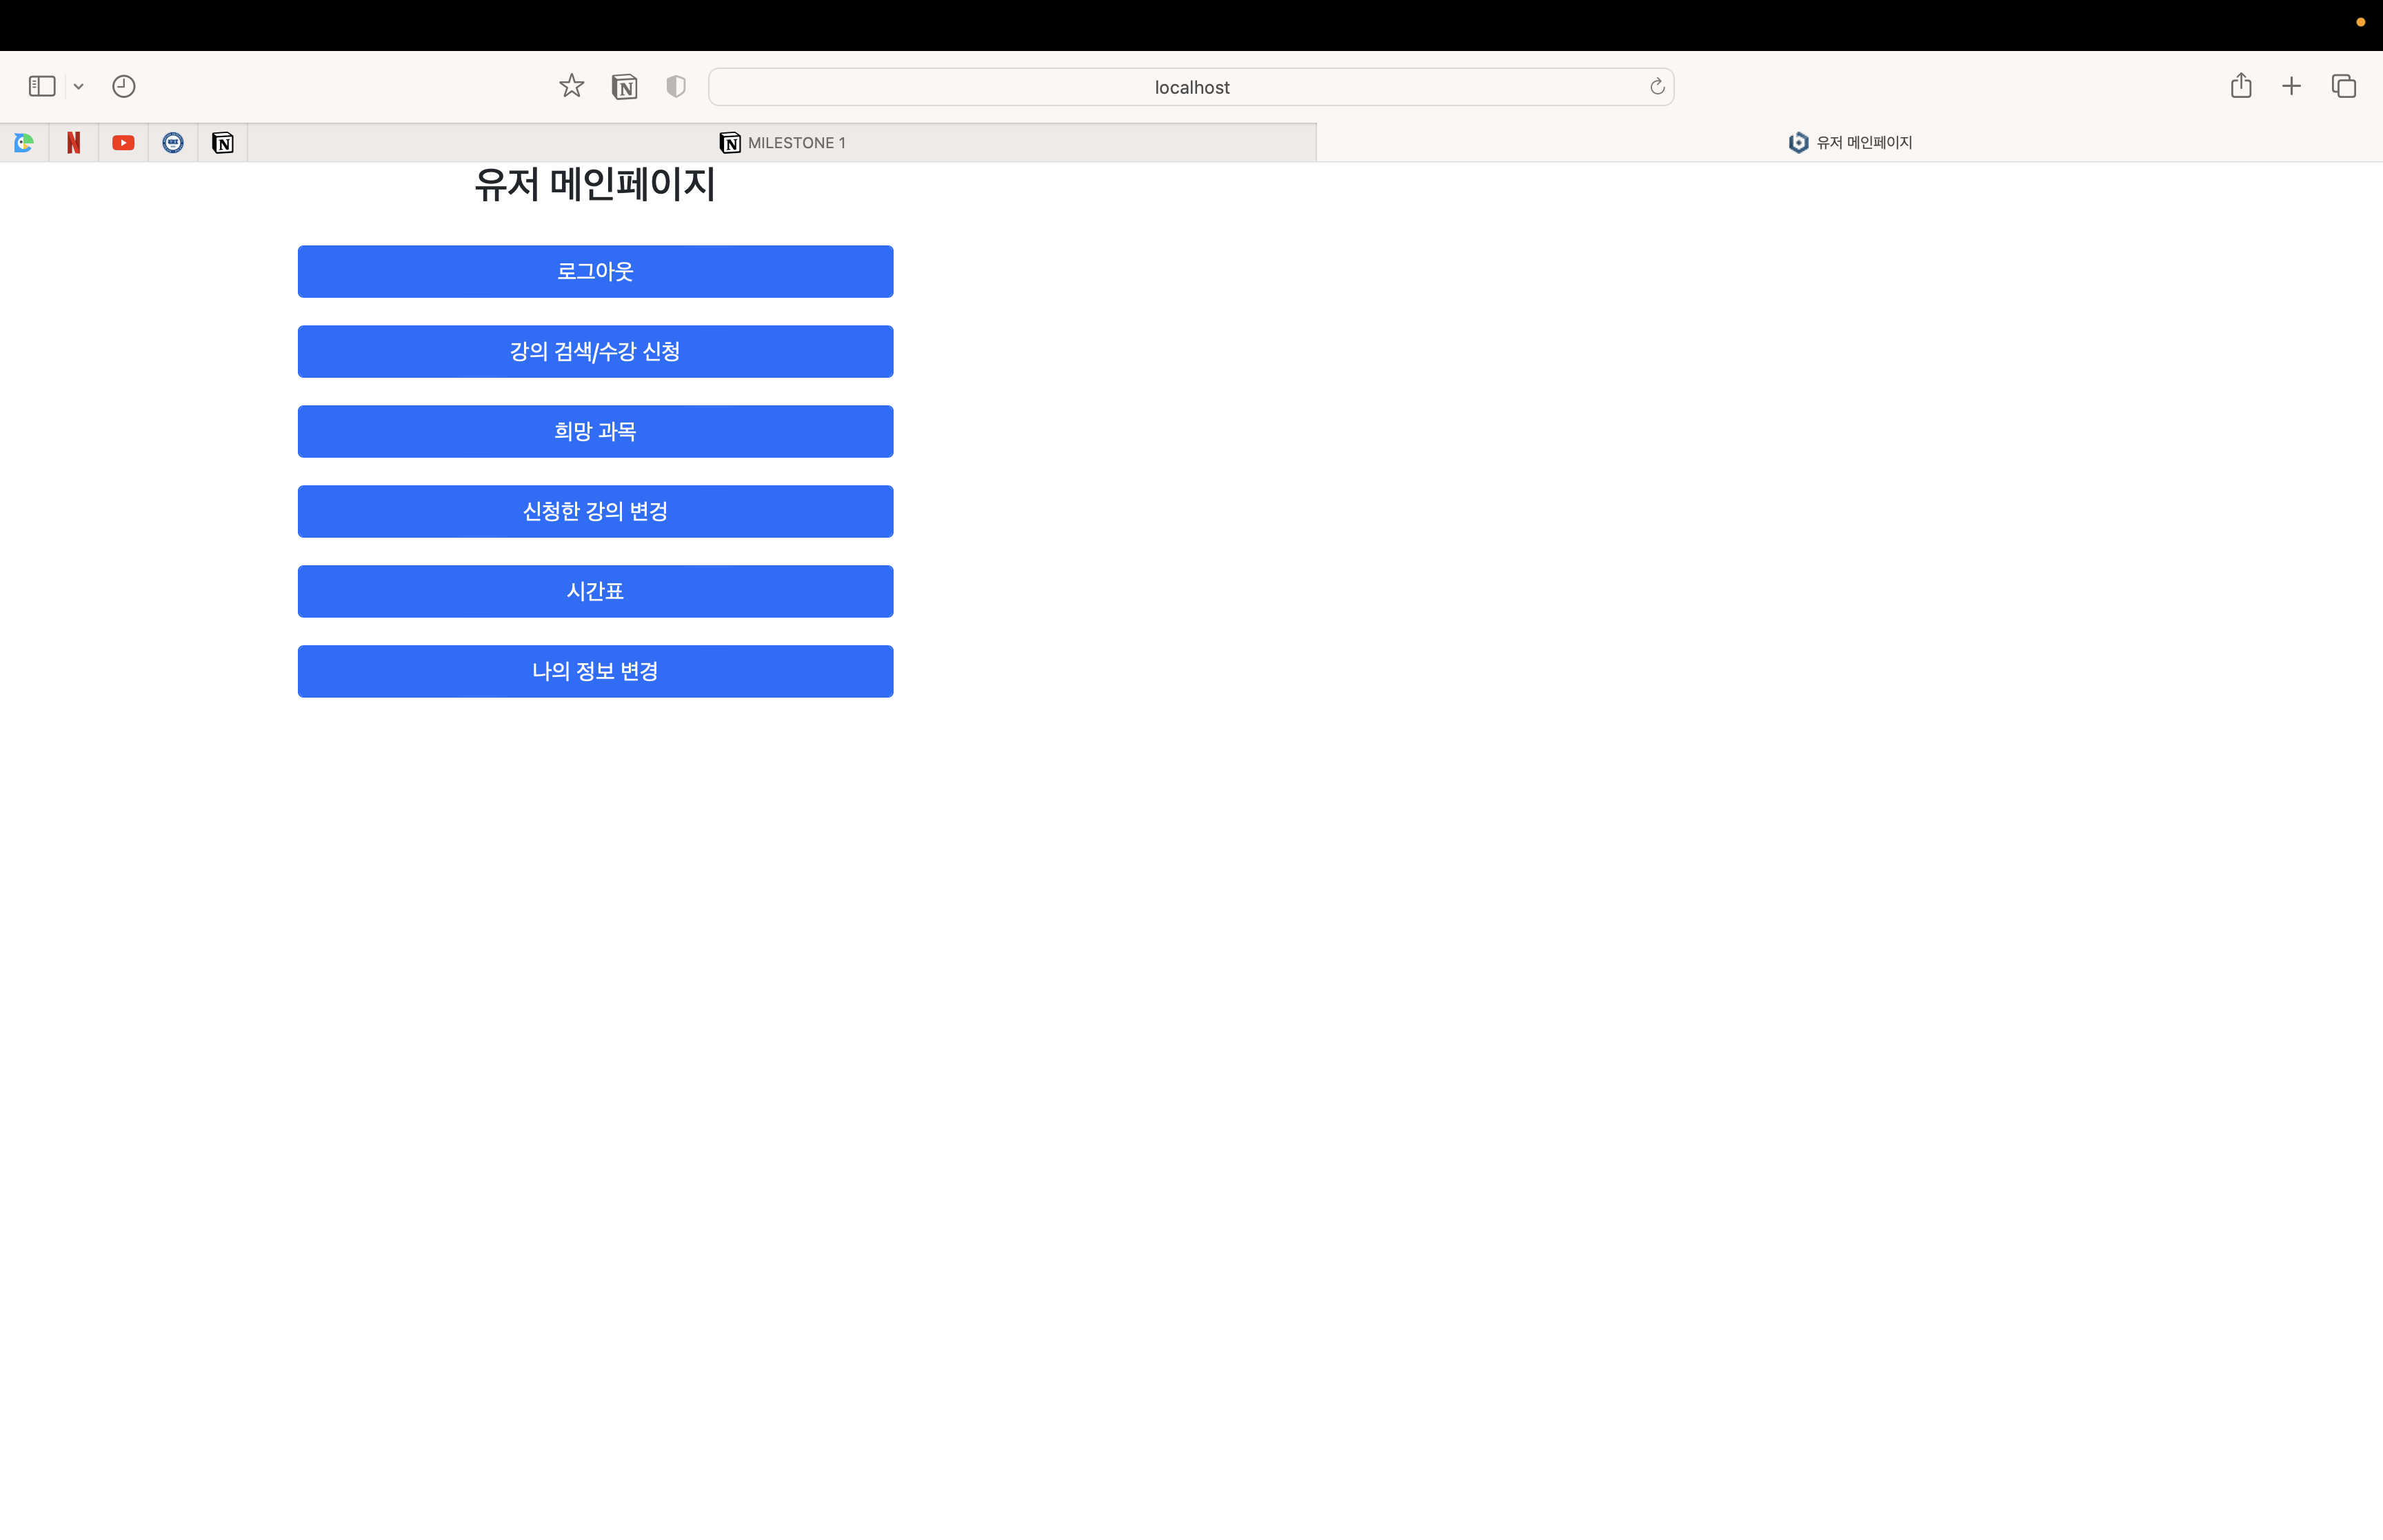 localhost
MILESTONE 1
유저 메인페이지
유저 메인페이지
로그아웃
강의 검색/수강 신청
희망 과목
신청한 강의 변겅
시간표
나의 정보 변경